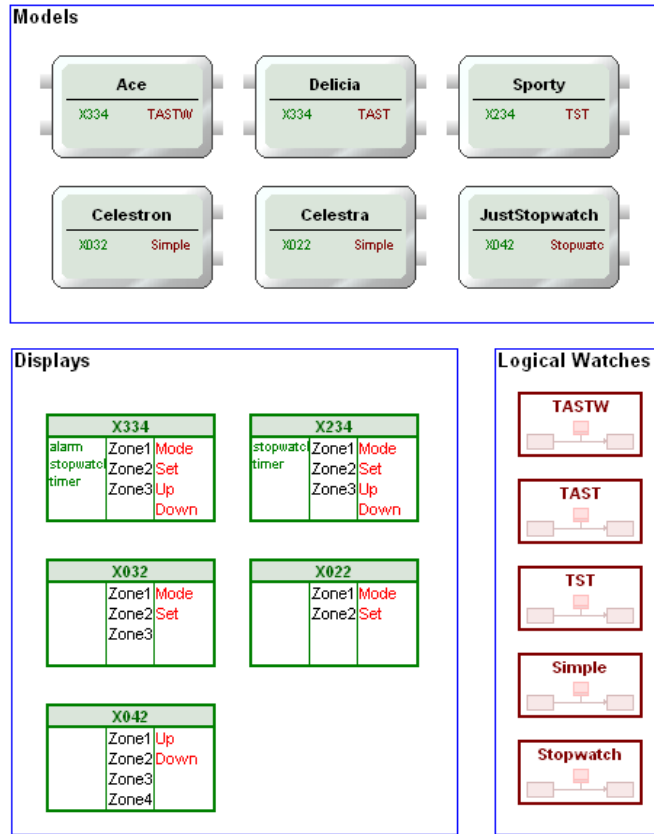 Models
Ace
X334 TASTW
Delicia
X334 TAST
Sporty
X234 TST
Celestron
X032 Simple
Celestra
X022 Simple
JustStopwatch
X042 Stopwatc
Displays
X334
alarm Zone1 Mode
stopwatcl Zone2 Set
timer Zone3 Up
Down
X234
stopwatcl Zone1 Mode
timer Zone2 Set
Zone3 Up
Down
X032
Zone1 Mode
Zone2 Set
Zone3
X022
Zone1 Mode
Zone2 Set
X042
Zone1 Up
Zone2 Down
Zone3
Zone4
Logical Watches
TASTW
TAST
TST
Simple
Stopwatch